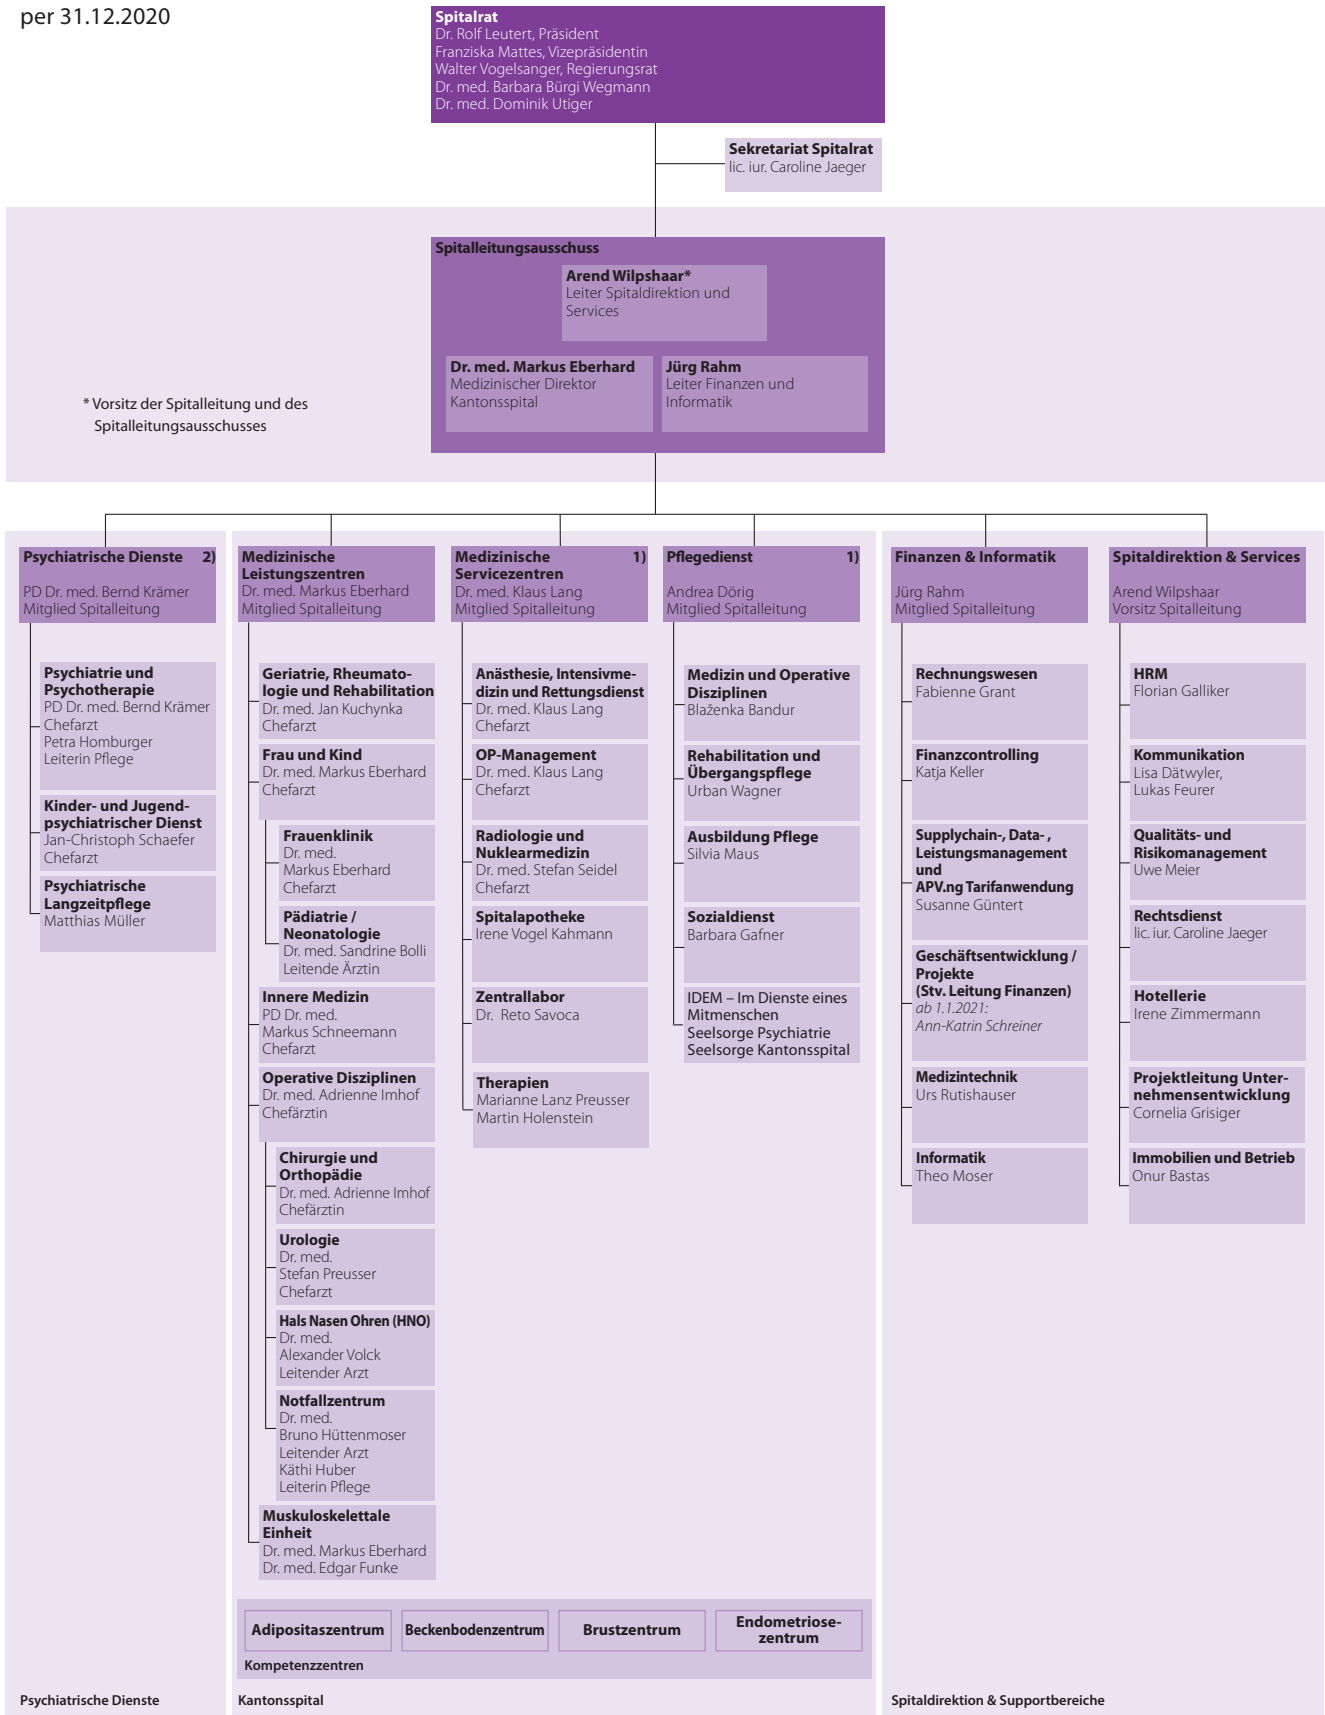 per 31.12.2020
Spitalrat
Dr. Rolf Leutert, Präsident
Franziska Mattes, Vizepräsidentin
Walter Vogelsanger, Regierungsrat
Dr. med. Barbara Bürgi Wegmann
Dr. med. Dominik Utiger
Sekretariat Spitalrat
lic. iur. Caroline Jaeger
Spitalleitungsausschuss
Arend Wilpshaar*
Leiter Spitaldirektion und
Services
Dr. med. Markus Eberhard
Medizinischer Direktor
Kantonsspital
Jürg Rahm
Leiter Finanzen und
Informatik
* Vorsitz der Spitalleitung und des
Spitalleitungsausschusses
Psychiatrische Dienste 2)
PD Dr. med. Bernd Krämer
Mitglied Spitalleitung
Psychiatrie und
Psychotherapie
PD Dr. med. Bernd Krämer
Chefarzt
Petra Homburger
Leiterin Pflege
Kinder- und Jugend-
psychiatrischer Dienst
Jan-Christoph Schaefer
Chefarzt
Psychiatrische
Langzeitpflege
Matthias Müller
Medizinische
Leistungszentren
Dr. med. Markus Eberhard
Mitglied Spitalleitung
Geriatrie, Rheumato-
logie und Rehabilitation
Dr. med. Jan Kuchynka
Chefarzt
Frau und Kind
Dr. med. Markus Eberhard
Chefarzt
Frauenklinik
Dr. med.
Markus Eberhard
Chefarzt
Pädiatrie /
Neonatologie
Dr. med. Sandrine Bolli
Leitende Ärztin
Innere Medizin
PD Dr. med.
Markus Schneemann
Chefarzt
Operative Disziplinen
Dr. med. Adrienne Imhof
Chefärztin
Chirurgie und
Orthopädie
Dr. med. Adrienne Imhof
Chefärztin
Urologie
Dr. med.
Stefan Preusser
Chefarzt
Hals Nasen Ohren (HNO)
Dr. med.
Alexander Volck
Leitender Arzt
Notfallzentrum
Dr. med.
Bruno Hüttenmoser
Leitender Arzt
Käthi Huber
Leiterin Pflege
Muskuloskelettale
Einheit
Dr. med. Markus Eberhard
Dr. med. Edgar Funke
Medizinische 1)
Servicezentren
Dr. med. Klaus Lang
Mitglied Spitalleitung
Anästhesie, Intensivme-
dizin und Rettungsdienst
Dr. med. Klaus Lang
Chefarzt
OP-Management
Dr. med. Klaus Lang
Chefarzt
Radiologie und
Nuklearmedizin
Dr. med. Stefan Seidel
Chefarzt
Spitalapotheke
Irene Vogel Kahmann
Zentrallabor
Dr. Reto Savoca
Therapien
Marianne Lanz Preusser
Martin Holenstein
Pflegedienst 1)
Andrea Dörig
Mitglied Spitalleitung
Medizin und Operative
Disziplinen
Blaženka Bandur
Rehabilitation und
Übergangspflege
Urban Wagner
Ausbildung Pflege
Silvia Maus
Sozialdienst
Barbara Gafner
IDEM – Im Dienste eines
Mitmenschen
Seelsorge Psychiatrie
Seelsorge Kantonsspital
Finanzen & Informatik
Jürg Rahm
Mitglied Spitalleitung
Rechnungswesen
Fabienne Grant
Finanzcontrolling
Katja Keller
Supplychain-, Data- ,
Leistungsmanagement
und
APV.ng Tarifanwendung
Susanne Güntert
Geschäftsentwicklung /
Projekte
(Stv. Leitung Finanzen)
ab 1.1.2021:
Ann-Katrin Schreiner
Medizintechnik
Urs Rutishauser
Informatik
Theo Moser
Spitaldirektion & Services
Arend Wilpshaar
Vorsitz Spitalleitung
HRM
Florian Galliker
Kommunikation
Lisa Dätwyler,
Lukas Feurer
Qualitäts- und
Risikomanagement
Uwe Meier
Rechtsdienst
lic. iur. Caroline Jaeger
Hotellerie
Irene Zimmermann
Projektleitung Unter-
nehmensentwicklung
Cornelia Grisiger
Immobilien und Betrieb
Onur Bastas
Adipositaszentrum
Beckenbodenzentrum
Brustzentrum
Endometriose-
zentrum
Kompetenzzentren
Psychiatrische Dienste
Kantonsspital
Spitaldirektion & Supportbereiche